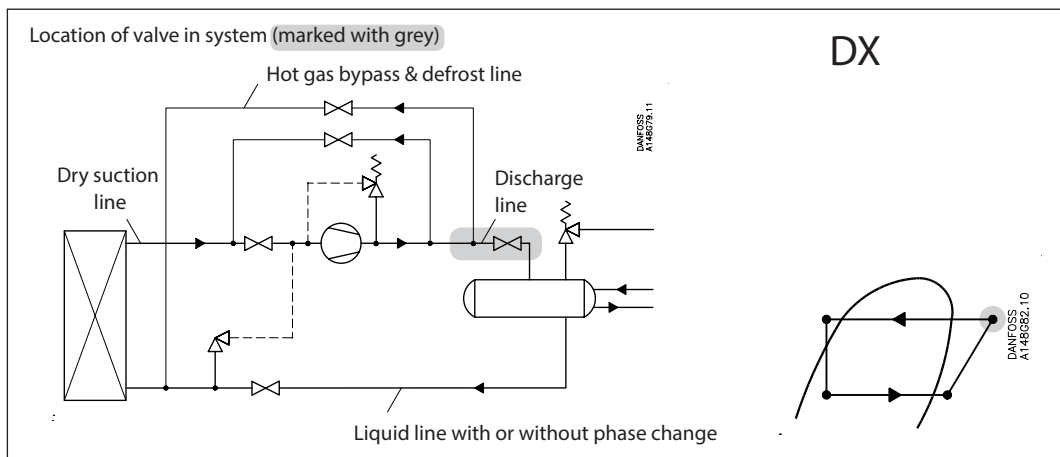 Location of valve in system (marked with grey)
DX
Hot gas bypass & defrost line
DANFOSS
A148G79.11
Dry suction
line
Discharge
line
DANFOSS
A148G82.10
Liquid line with or without phase change